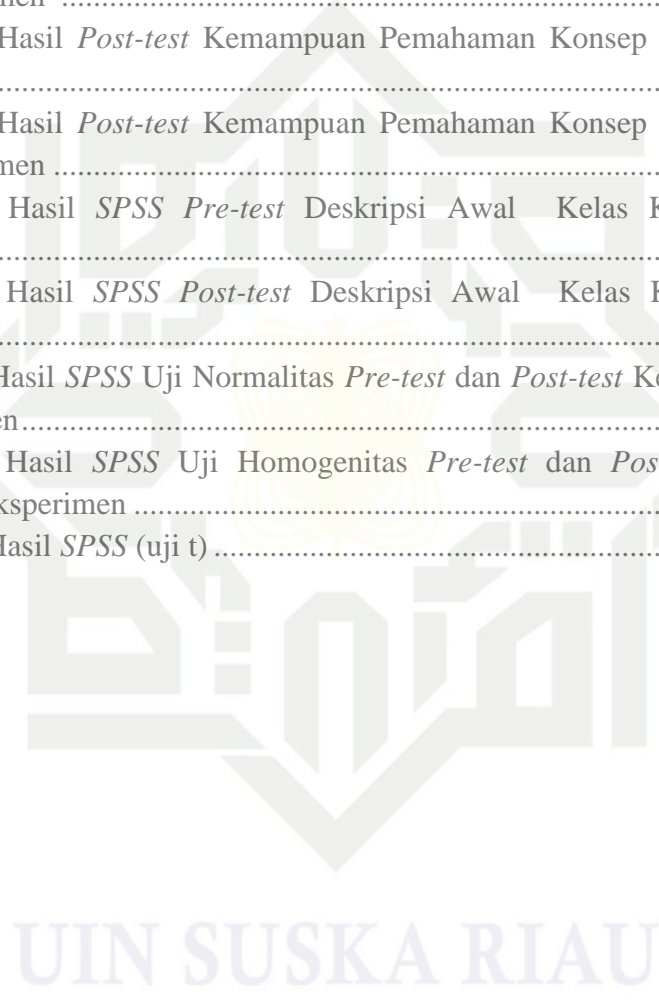 men ....................
Hasil Post-test Kemampuan Pemahaman Konsep
....................
Hasil Post-test Kemampuan Pemahaman Konsep
men ....................
Hasil SPSS Pre-test Deskripsi Awal Kelas K
....................
Hasil SPSS Post-test Deskripsi Awal Kelas K
....................
Hasil SPSS Uji Normalitas Pre-test dan Post-test Ko
en....................
Hasil SPSS Uji Homogenitas Pre-test dan Pos
ksperimen ....................
Hasil SPSS (uji t) ....................
UIN SUSKA RIAU